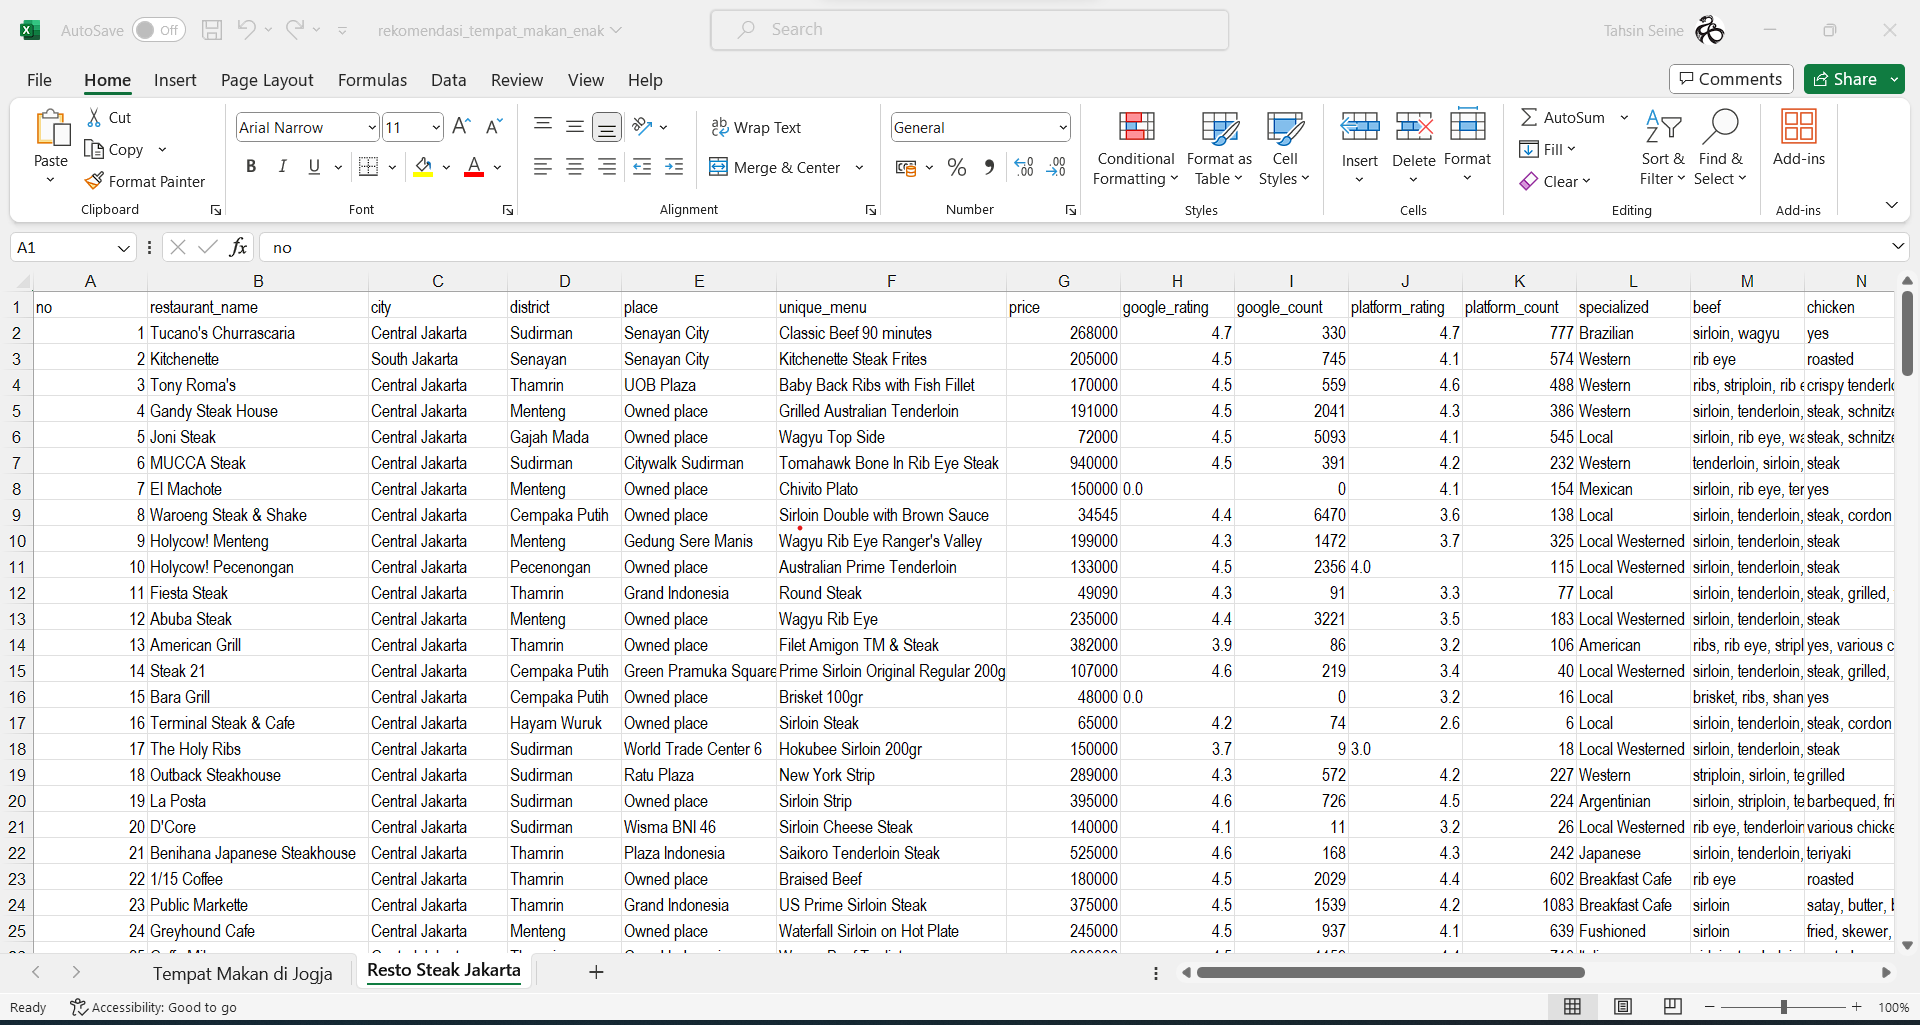 AutoSave Off rekomendasi_tempat_makan_enak Search Tahsin Seine
File Home Insert Page Layout Formulas Data Review View Help Comments Share
Paste Cut Copy Format Painter Clipboard
Arial Narrow 11 B I U A Font
Wrap Text Merge & Center Alignment
General % Number
Conditional Formatting Format as Table Cell Styles Styles
Insert Delete Format Cells
AutoSum Fill Clear Sort & Filter Find & Select Editing
Add-ins Add-ins
A1 fx no
A B C D E F G H I J K L M N
1 no restaurant_name city district place unique_menu price google_rating google_count platform_rating platform_count specialized beef chicken
2 1 Tucano's Churrascaria Central Jakarta Sudirman Senayan City Classic Beef 90 minutes 268000 4.7 330 4.7 777 Brazilian sirloin, wagyu yes
3 2 Kitchenette South Jakarta Senayan Senayan City Kitchenette Steak Frites 205000 4.5 745 4.1 574 Western rib eye roasted
4 3 Tony Roma's Central Jakarta Thamrin UOB Plaza Baby Back Ribs with Fish Fillet 170000 4.5 559 4.6 488 Western ribs, striploin, rib e crispy tenderlo
5 4 Gandy Steak House Central Jakarta Menteng Owned place Grilled Australian Tenderloin 191000 4.5 2041 4.3 386 Western sirloin, tenderloin, steak, schnitze
6 5 Joni Steak Central Jakarta Gajah Mada Owned place Wagyu Top Side 72000 4.5 5093 4.1 545 Local sirloin, rib eye, wa steak, schnitze
7 6 MUCCA Steak Central Jakarta Sudirman Citywalk Sudirman Tomahawk Bone In Rib Eye Steak 940000 4.5 391 4.2 232 Western tenderloin, sirloin, steak
8 7 El Machote Central Jakarta Menteng Owned place Chivito Plato 150000 0.0 0 4.1 154 Mexican sirloin, rib eye, ter yes
9 8 Waroeng Steak & Shake Central Jakarta Cempaka Putih Owned place Sirloin Double with Brown Sauce 34545 4.4 6470 3.6 138 Local sirloin, tenderloin, steak, cordon
10 9 Holycow! Menteng Central Jakarta Menteng Gedung Sere Manis Wagyu Rib Eye Ranger's Valley 199000 4.3 1472 3.7 325 Local Westerned sirloin, tenderloin, steak
11 10 Holycow! Pecenongan Central Jakarta Pecenongan Owned place Australian Prime Tenderloin 133000 4.5 2356 4.0 115 Local Westerned sirloin, tenderloin, steak
12 11 Fiesta Steak Central Jakarta Thamrin Grand Indonesia Round Steak 49090 4.3 91 3.3 77 Local sirloin, tenderloin, steak, grilled,
13 12 Abuba Steak Central Jakarta Menteng Owned place Wagyu Rib Eye 235000 4.4 3221 3.5 183 Local Westerned sirloin, tenderloin, steak
14 13 American Grill Central Jakarta Thamrin Owned place Filet Amigon TM & Steak 382000 3.9 86 3.2 106 American ribs, rib eye, stripl yes, various c
15 14 Steak 21 Central Jakarta Cempaka Putih Green Pramuka Square Prime Sirloin Original Regular 200g 107000 4.6 219 3.4 40 Local Westerned sirloin, tenderloin, steak, grilled,
16 15 Bara Grill Central Jakarta Cempaka Putih Owned place Brisket 100gr 48000 0.0 0 3.2 16 Local brisket, ribs, shan yes
17 16 Terminal Steak & Cafe Central Jakarta Hayam Wuruk Owned place Sirloin Steak 65000 4.2 74 2.6 6 Local sirloin, tenderloin, steak, cordon
18 17 The Holy Ribs Central Jakarta Sudirman World Trade Center 6 Hokubee Sirloin 200gr 150000 3.7 9 3.0 18 Local Westerned sirloin, tenderloin, steak
19 18 Outback Steakhouse Central Jakarta Sudirman Ratu Plaza New York Strip 289000 4.3 572 4.2 227 Western striploin, sirloin, te grilled
20 19 La Posta Central Jakarta Sudirman Owned place Sirloin Strip 395000 4.6 726 4.5 224 Argentinian sirloin, striploin, te barbequed, fri
21 20 D'Core Central Jakarta Sudirman Wisma BNI 46 Sirloin Cheese Steak 140000 4.1 11 3.2 26 Local Westerned rib eye, tenderloin various chicke
22 21 Benihana Japanese Steakhouse Central Jakarta Thamrin Plaza Indonesia Saikoro Tenderloin Steak 525000 4.6 168 4.3 242 Japanese sirloin, tenderloin, teriyaki
23 22 1/15 Coffee Central Jakarta Thamrin Owned place Braised Beef 180000 4.5 2029 4.4 602 Breakfast Cafe rib eye roasted
24 23 Public Markette Central Jakarta Thamrin Grand Indonesia US Prime Sirloin Steak 375000 4.5 1539 4.2 1083 Breakfast Cafe sirloin satay, butter, b
25 24 Greyhound Cafe Central Jakarta Menteng Owned place Waterfall Sirloin on Hot Plate 245000 4.5 937 4.1 639 Fushioned sirloin fried, skewer,
Tempat Makan di Jogja Resto Steak Jakarta
Ready Accessibility: Good to go 100%